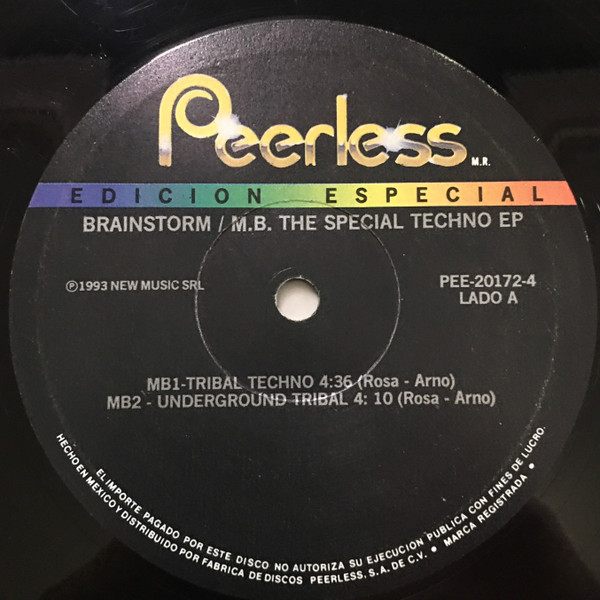 Peerless M.R.
EDICION ESPECIAL
BRAINSTORM / M.B. THE SPECIAL TECHNO EP
℗1993 NEW MUSIC SRL
PEE-20172-4
LADO A
MB1-TRIBAL TECHNO 4:36 (Rosa - Arno)
MB2 - UNDERGROUND TRIBAL 4: 10 (Rosa - Arno)
EL IMPORTE PAGADO POR ESTE DISCO NO AUTORIZA SU EJECUCION PUBLICA CON FINES DE LUCRO.
HECHO EN MEXICO Y DISTRIBUIDO POR FABRICA DE DISCOS PEERLESS, S.A. DE C.V. • MARCA REGISTRADA •